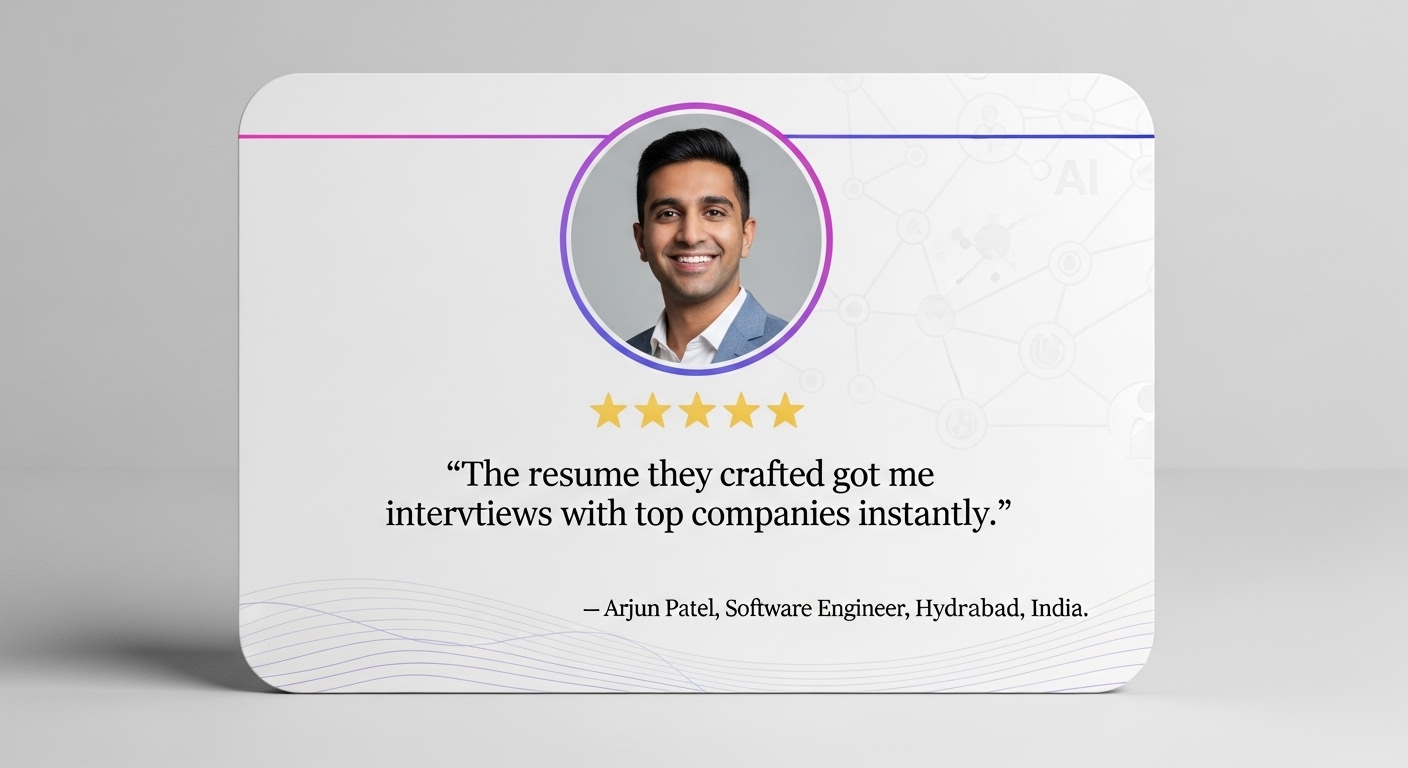 AI
“The resume they crafted got me
intervtiews with top companies instantly.”
– Arjun Patel, Software Engineer, Hydrabad, India.